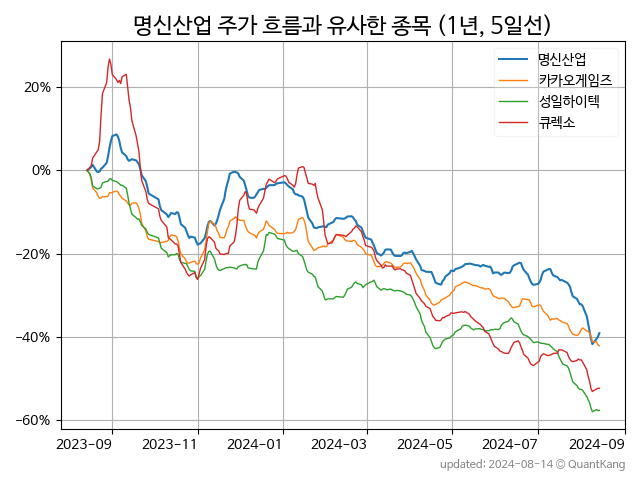 명신산업 주가 흐름과 유사한 종목 (1년, 5일선)
명신산업
카카오게임즈
성일하이텍
큐렉소
20%
0%
−20%
−40%
−60%
2023-09
2023-11
2024-01
2024-03
2024-05
2024-07
2024-09
updated: 2024-08-14 © QuantKang